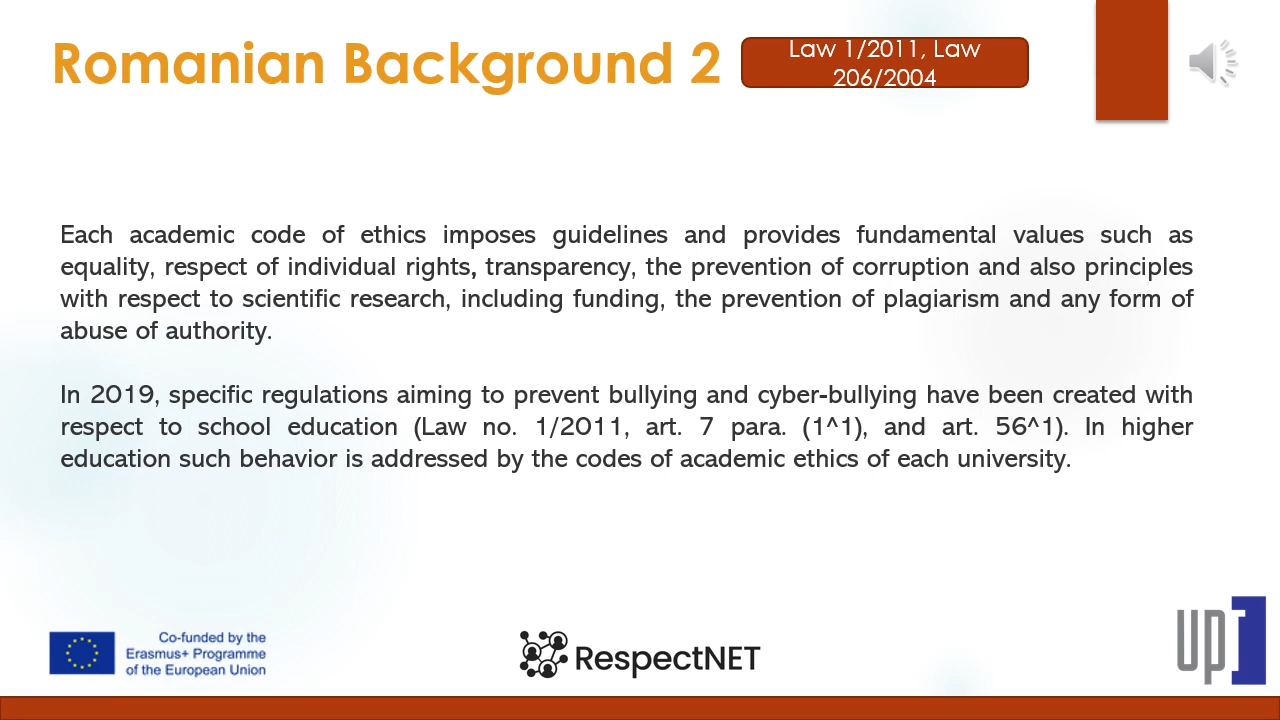 Romanian Background 2
Law 1/2011, Law
206/2004
Each academic code of ethics imposes guidelines and provides fundamental values such as
equality, respect of individual rights, transparency, the prevention of corruption and also principles
with respect to scientific research, including funding, the prevention of plagiarism and any form of
abuse of authority.
In 2019, specific regulations aiming to prevent bullying and cyber-bullying have been created with
respect to school education (Law no. 1/2011, art. 7 para. (1^1), and art. 56^1). In higher
education such behavior is addressed by the codes of academic ethics of each university.
Co-funded by the
Erasmus+ Programme
of the European Union
RespectNET
up